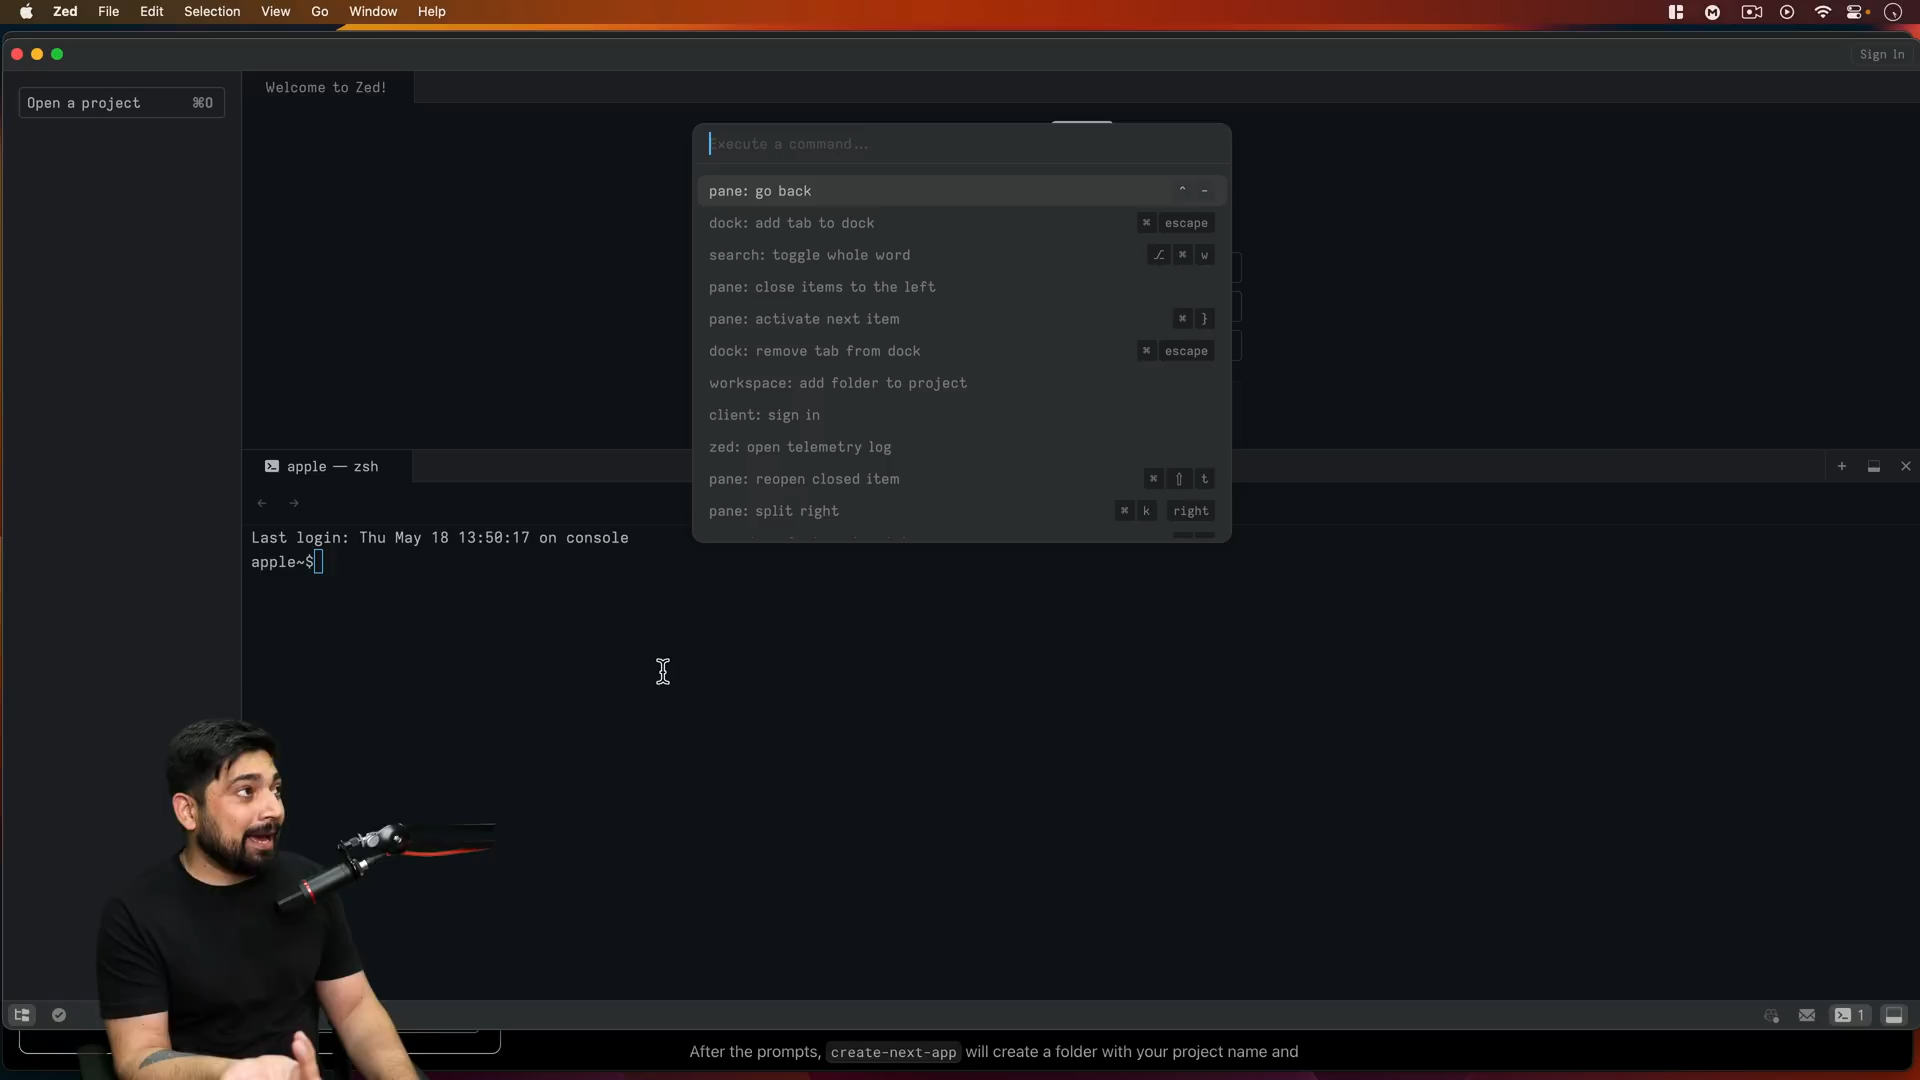 Zed File Edit Selection View Go Window Help
Sign In
Open a project ⌘O
Welcome to Zed!
Execute a command...
pane: go back ^ -
dock: add tab to dock ⌘ escape
search: toggle whole word ⌥ ⌘ w
pane: close items to the left
pane: activate next item ⌘ }
dock: remove tab from dock ⌘ escape
workspace: add folder to project
client: sign in
zed: open telemetry log
pane: reopen closed item ⌘ ⇧ t
pane: split right ⌘ k right
apple — zsh
Last login: Thu May 18 13:50:17 on console
apple~$
1
After the prompts, create-next-app will create a folder with your project name and